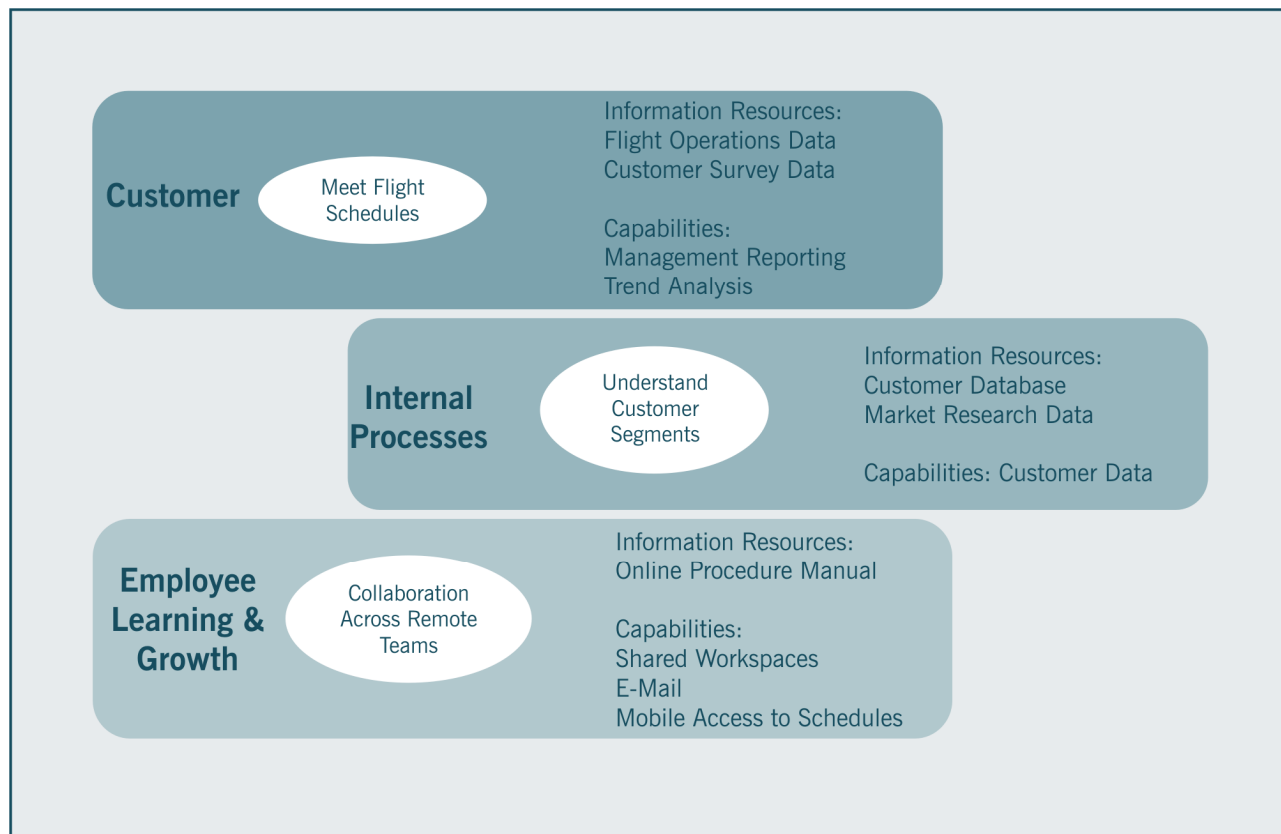 Customer
Meet Flight
Schedules
Information Resources:
Flight Operations Data
Customer Survey Data
Capabilities:
Management Reporting
Trend Analysis
Internal
Processes
Understand
Customer
Segments
Information Resources:
Customer Database
Market Research Data
Capabilities: Customer Data
Employee
Learning &
Growth
Collaboration
Across Remote
Teams
Information Resources:
Online Procedure Manual
Capabilities:
Shared Workspaces
E-Mail
Mobile Access to Schedules